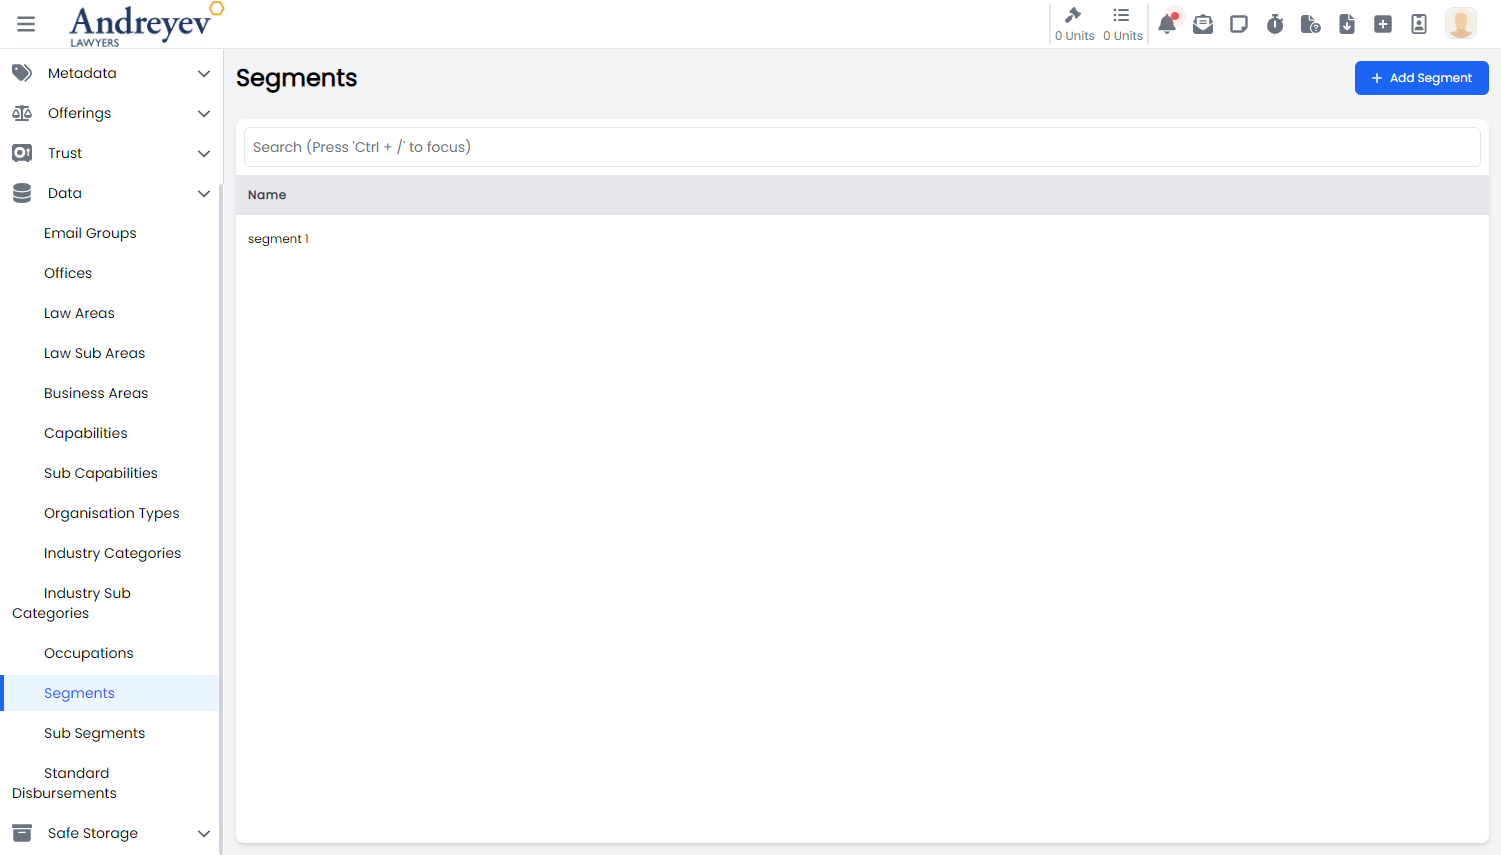 Andreyev
LAWYERS
0 Units
0 Units
Metadata
Offerings
Trust
Data
Email Groups
Offices
Law Areas
Law Sub Areas
Business Areas
Capabilities
Sub Capabilities
Organisation Types
Industry Categories
Industry Sub
Categories
Occupations
Segments
Sub Segments
Standard
Disbursements
Safe Storage
Segments
+ Add Segment
Search (Press 'Ctrl + /' to focus)
Name
segment 1